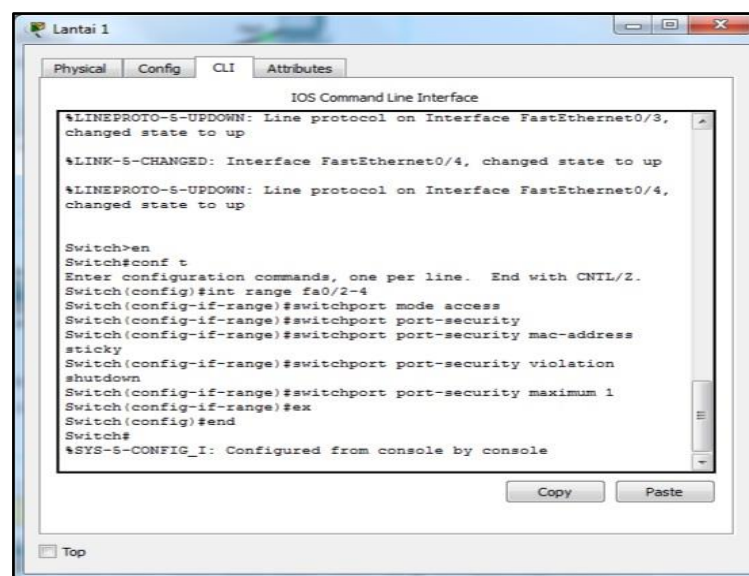 Lantai 1
Physical Config CLI Attributes
IOS Command Line Interface
%LINEPROTO-5-UPDOWN: Line protocol on Interface FastEthernet0/3,
changed state to up
%LINK-5-CHANGED: Interface FastEthernet0/4, changed state to up
%LINEPROTO-5-UPDOWN: Line protocol on Interface FastEthernet0/4,
changed state to up
Switch>en
Switch#conf t
Enter configuration commands, one per line. End with CNTL/Z.
Switch(config)#int range fa0/2-4
Switch(config-if-range)#switchport mode access
Switch(config-if-range)#switchport port-security
Switch(config-if-range)#switchport port-security mac-address
sticky
Switch(config-if-range)#switchport port-security violation
shutdown
Switch(config-if-range)#switchport port-security maximum 1
Switch(config-if-range)#ex
Switch(config)#end
Switch#
%SYS-5-CONFIG_I: Configured from console by console
Copy Paste
Top